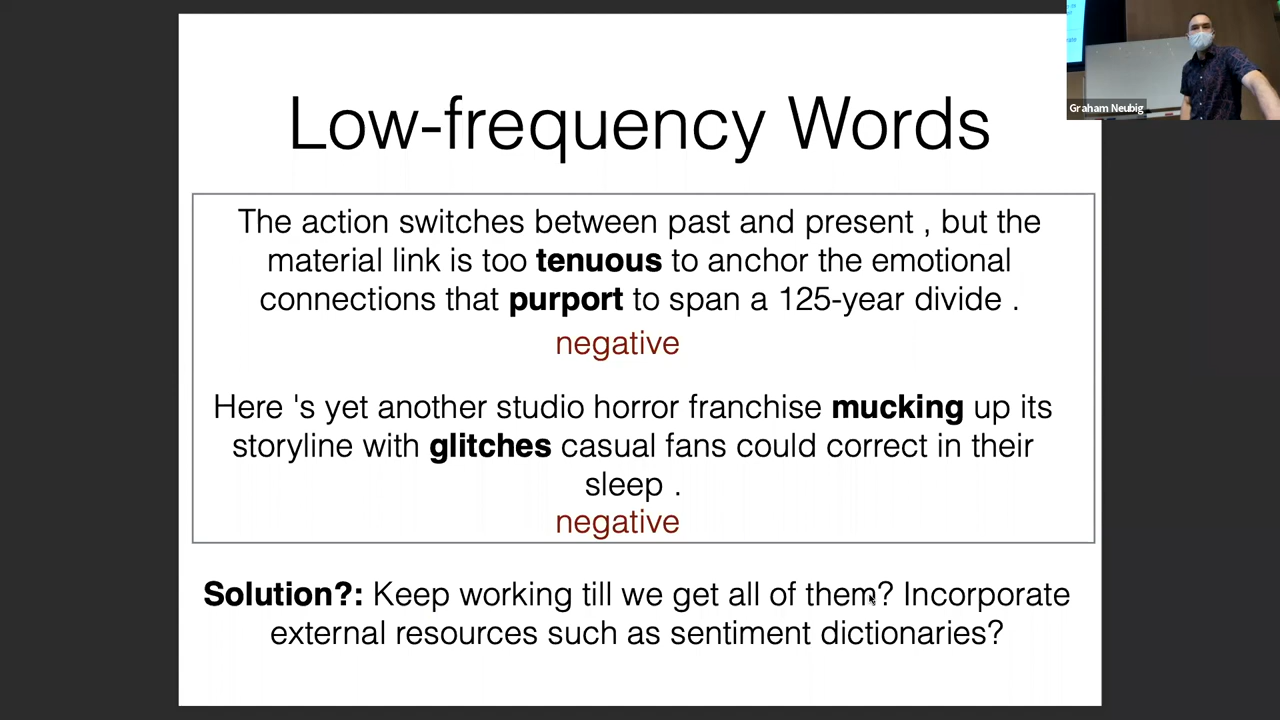 Low-frequency Words
The action switches between past and present , but the
material link is too tenuous to anchor the emotional
connections that purport to span a 125-year divide .
negative
Here 's yet another studio horror franchise mucking up its
storyline with glitches casual fans could correct in their
sleep .
negative
Solution?: Keep working till we get all of them? Incorporate
external resources such as sentiment dictionaries?
Graham Neubig